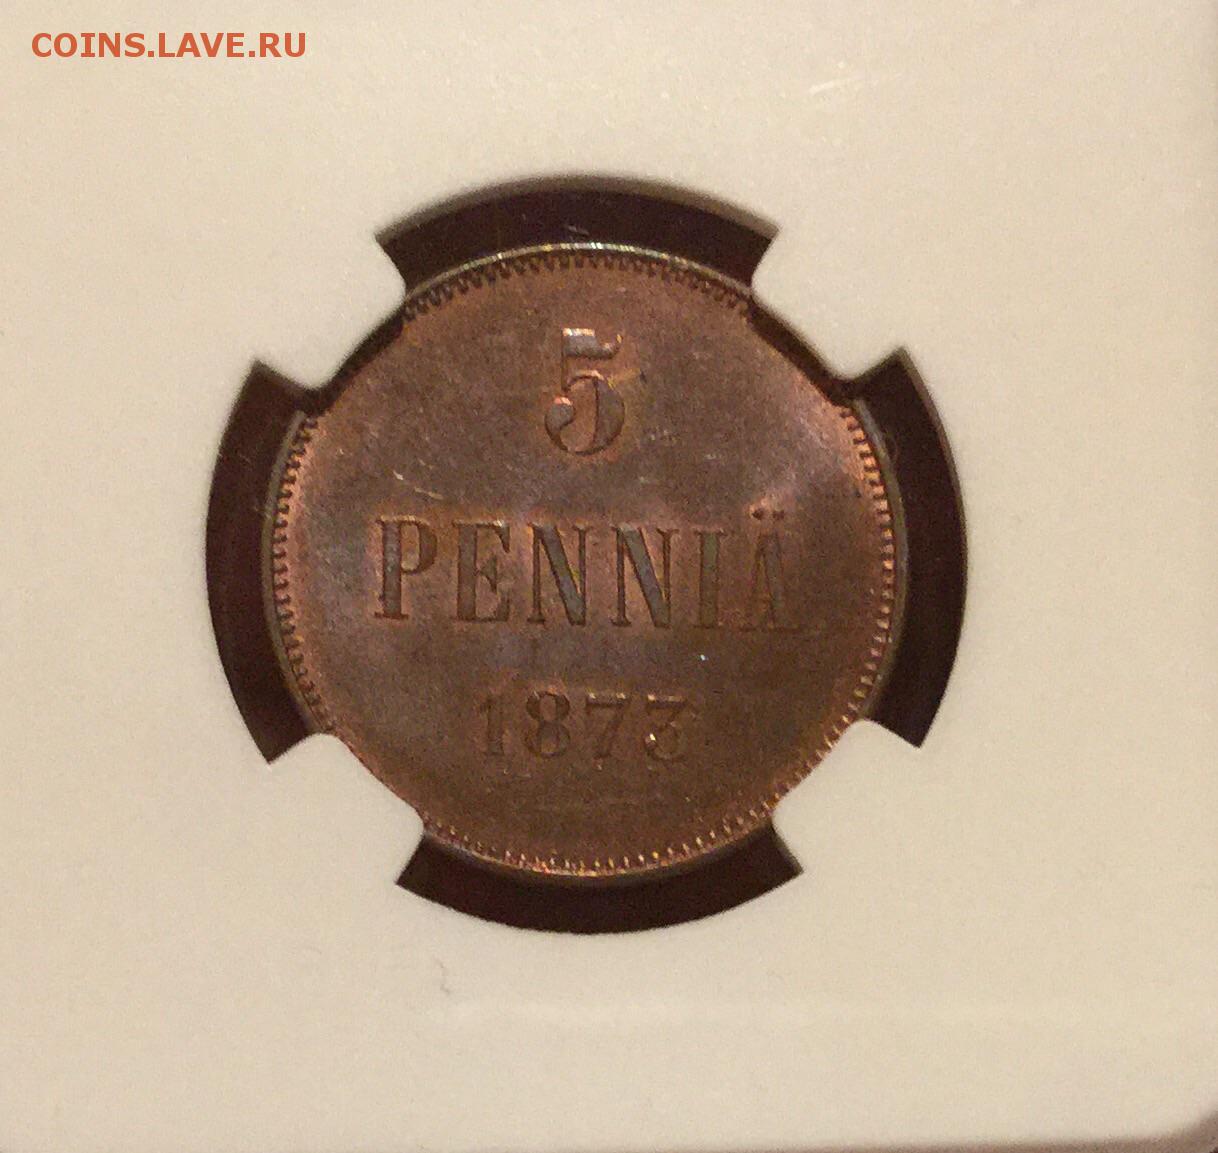 COINS.LAVE.RU
5
PENNIÄ
1873